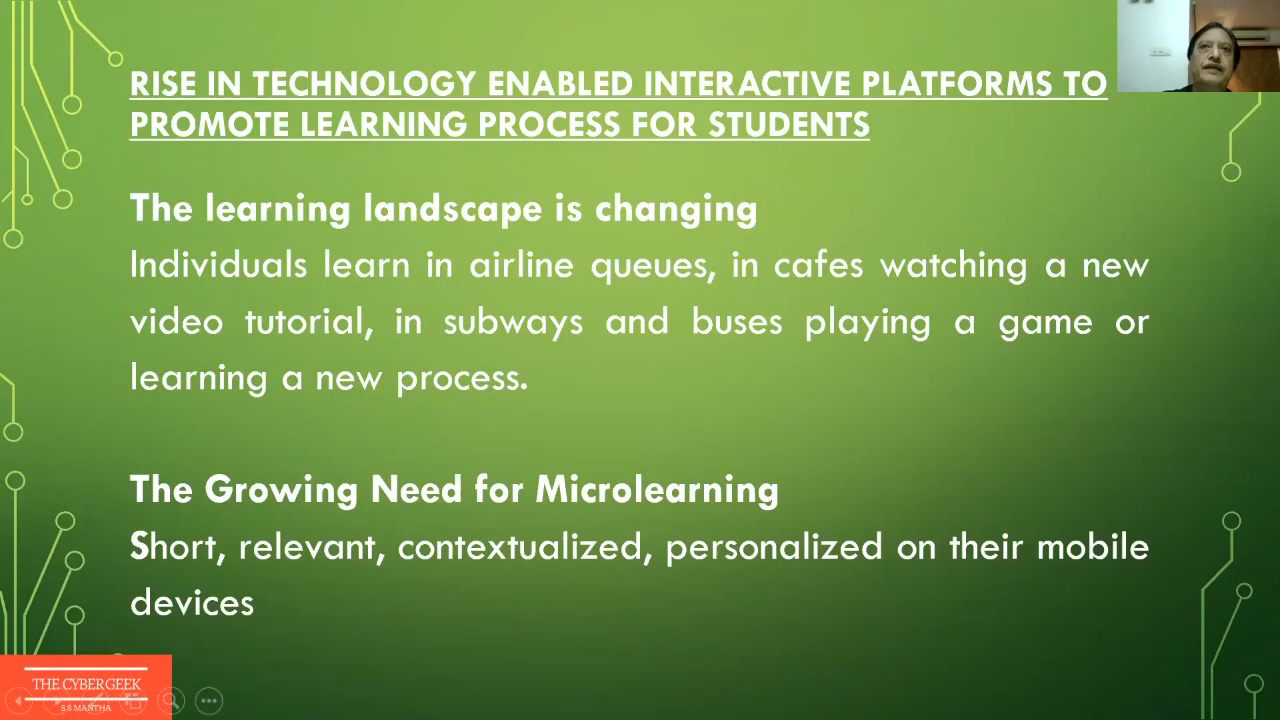 RISE IN TECHNOLOGY ENABLED INTERACTIVE PLATFORMS TO
PROMOTE LEARNING PROCESS FOR STUDENTS
The learning landscape is changing
Individuals learn in airline queues, in cafes watching a new
video tutorial, in subways and buses playing a game or
learning a new process.
The Growing Need for Microlearning
Short, relevant, contextualized, personalized on their mobile
devices
THE CYBERGEEK
S S MANTHA